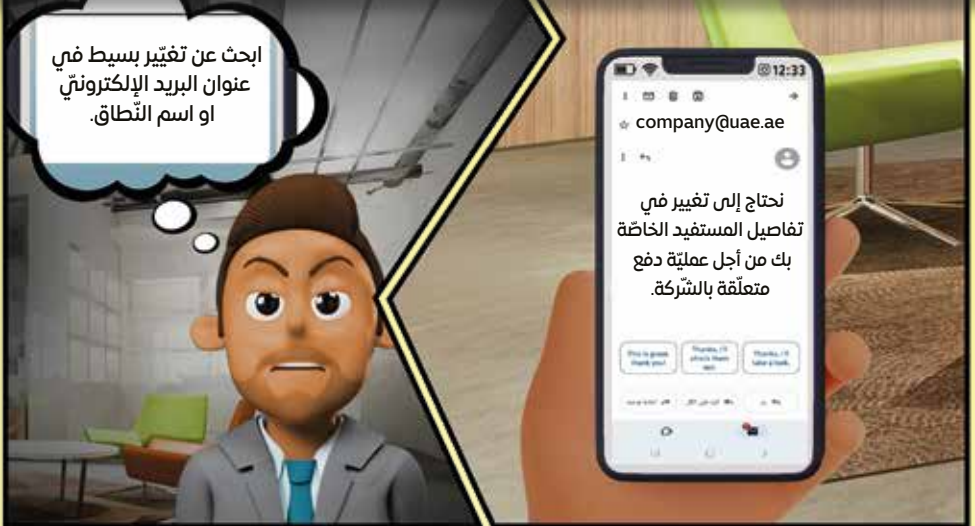 ابحث عن تغيّير بسيط في
عنوان البريد الإلكترونيّ
او اسم النّطاق.
12:33
company@uae.ae
نحتاج إلى تغيير في
تفاصيل المستفيد الخاصّة
بك من أجل عمليّة دفع
متعلّقة بالشّركة.